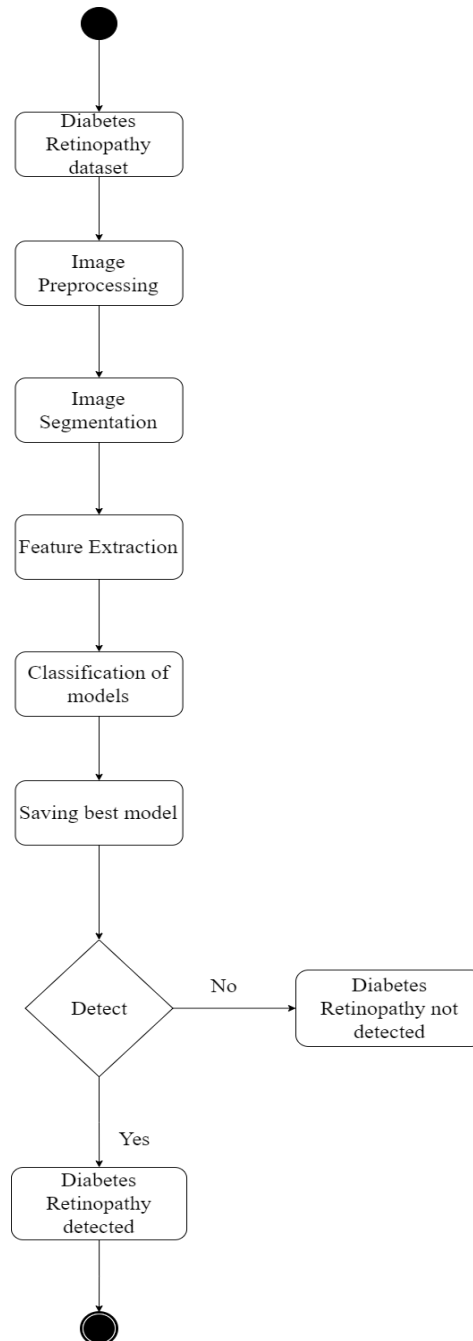 Diabetes
Retinopathy
dataset
Image
Preprocessing
Image
Segmentation
Feature Extraction
Classification of
models
Saving best model
Detect
No
Diabetes
Retinopathy not
detected
Yes
Diabetes
Retinopathy
detected